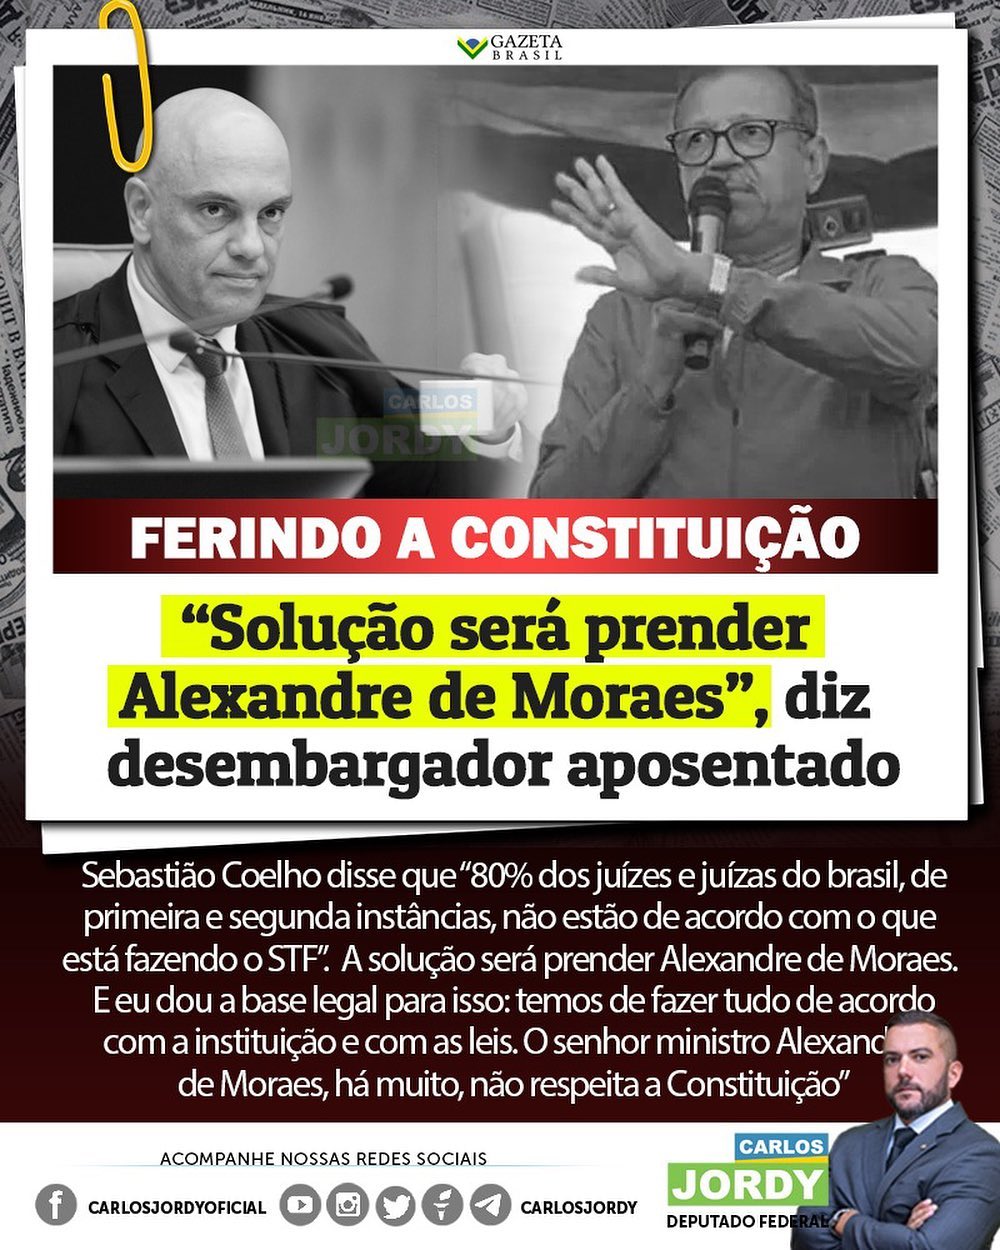 GAZETA
BRASIL
CARLOS
JORDY
FERINDO A CONSTITUIÇÃO
“Solução será prender
Alexandre de Moraes”, diz
desembargador aposentado
Sebastião Coelho disse que “80% dos juízes e juízas do brasil, de
primeira e segunda instâncias, não estão de acordo com o que
está fazendo o STF”. A solução será prender Alexandre de Moraes.
E eu dou a base legal para isso: temos de fazer tudo de acordo
com a instituição e com as leis. O senhor ministro Alexand
de Moraes, há muito, não respeita a Constituição”
ACOMPANHE NOSSAS REDES SOCIAIS
CARLOSJORDYOFICIAL
CARLOSJORDY
CARLOS
JORDY
DEPUTADO FEDERAL